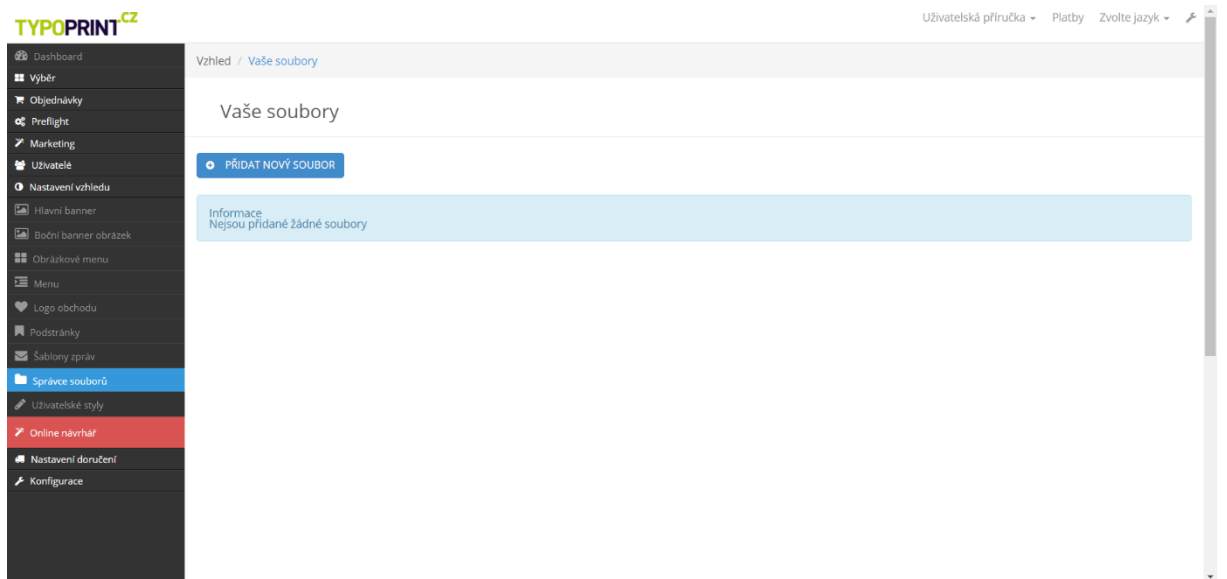 TYPOPRINT.CZ
Uživatelská příručka Platby Zvolte jazyk
Dashboard
Výběr
Objednávky
Preflight
Marketing
Uživatelé
Nastavení vzhledu
Hlavní banner
Boční banner obrázek
Obrázkové menu
Menu
Logo obchodu
Podstránky
Šablony zpráv
Správce souborů
Uživatelské styly
Online návrhář
Nastavení doručení
Konfigurace
Vzhled / Vaše soubory
Vaše soubory
PŘIDAT NOVÝ SOUBOR
Informace
Nejsou přidané žádné soubory